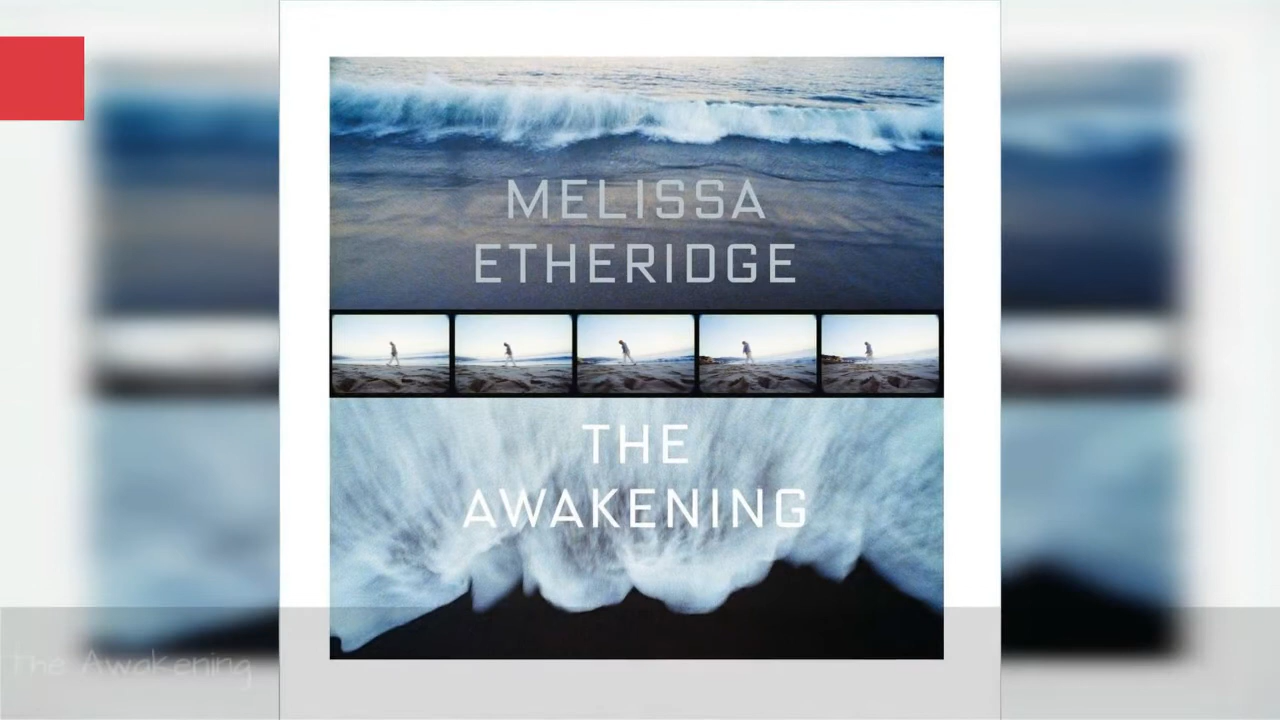 MELISSA
ETHERIDGE
THE
AWAKENING
The Awakening